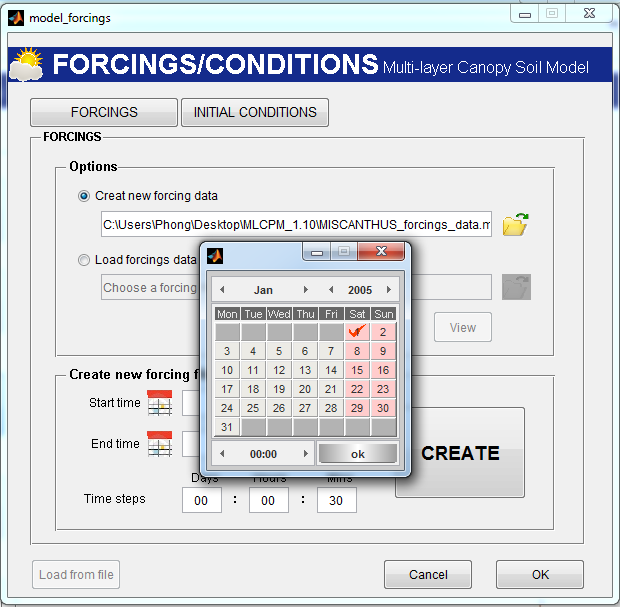 model_forcings
FORCINGS/CONDITIONS Multi-layer Canopy Soil Model
FORCINGS INITIAL CONDITIONS
FORCINGS
Options
Creat new forcing data
C:\Users\Phong\Desktop\MLCPM_1.10\MISCANTHUS_forcings_data.m
Load forcings data
Choose a forcing
View
Jan 2005
Mon Tue Wed Thu Fri Sat Sun
2
3 4 5 6 7 8 9
10 11 12 13 14 15 16
17 18 19 20 21 22 23
24 25 26 27 28 29 30
31
00:00 ok
Create new forcing f
Start time
End time
CREATE
Days Hours Mins
Time steps 00 : 00 : 30
Load from file Cancel OK